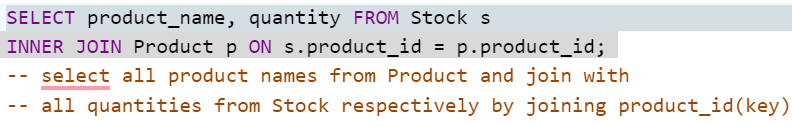 SELECT product_name, quantity FROM Stock s
INNER JOIN Product p ON s.product_id = p.product_id;
-- select all product names from Product and join with
-- all quantities from Stock respectively by joining product_id(key)